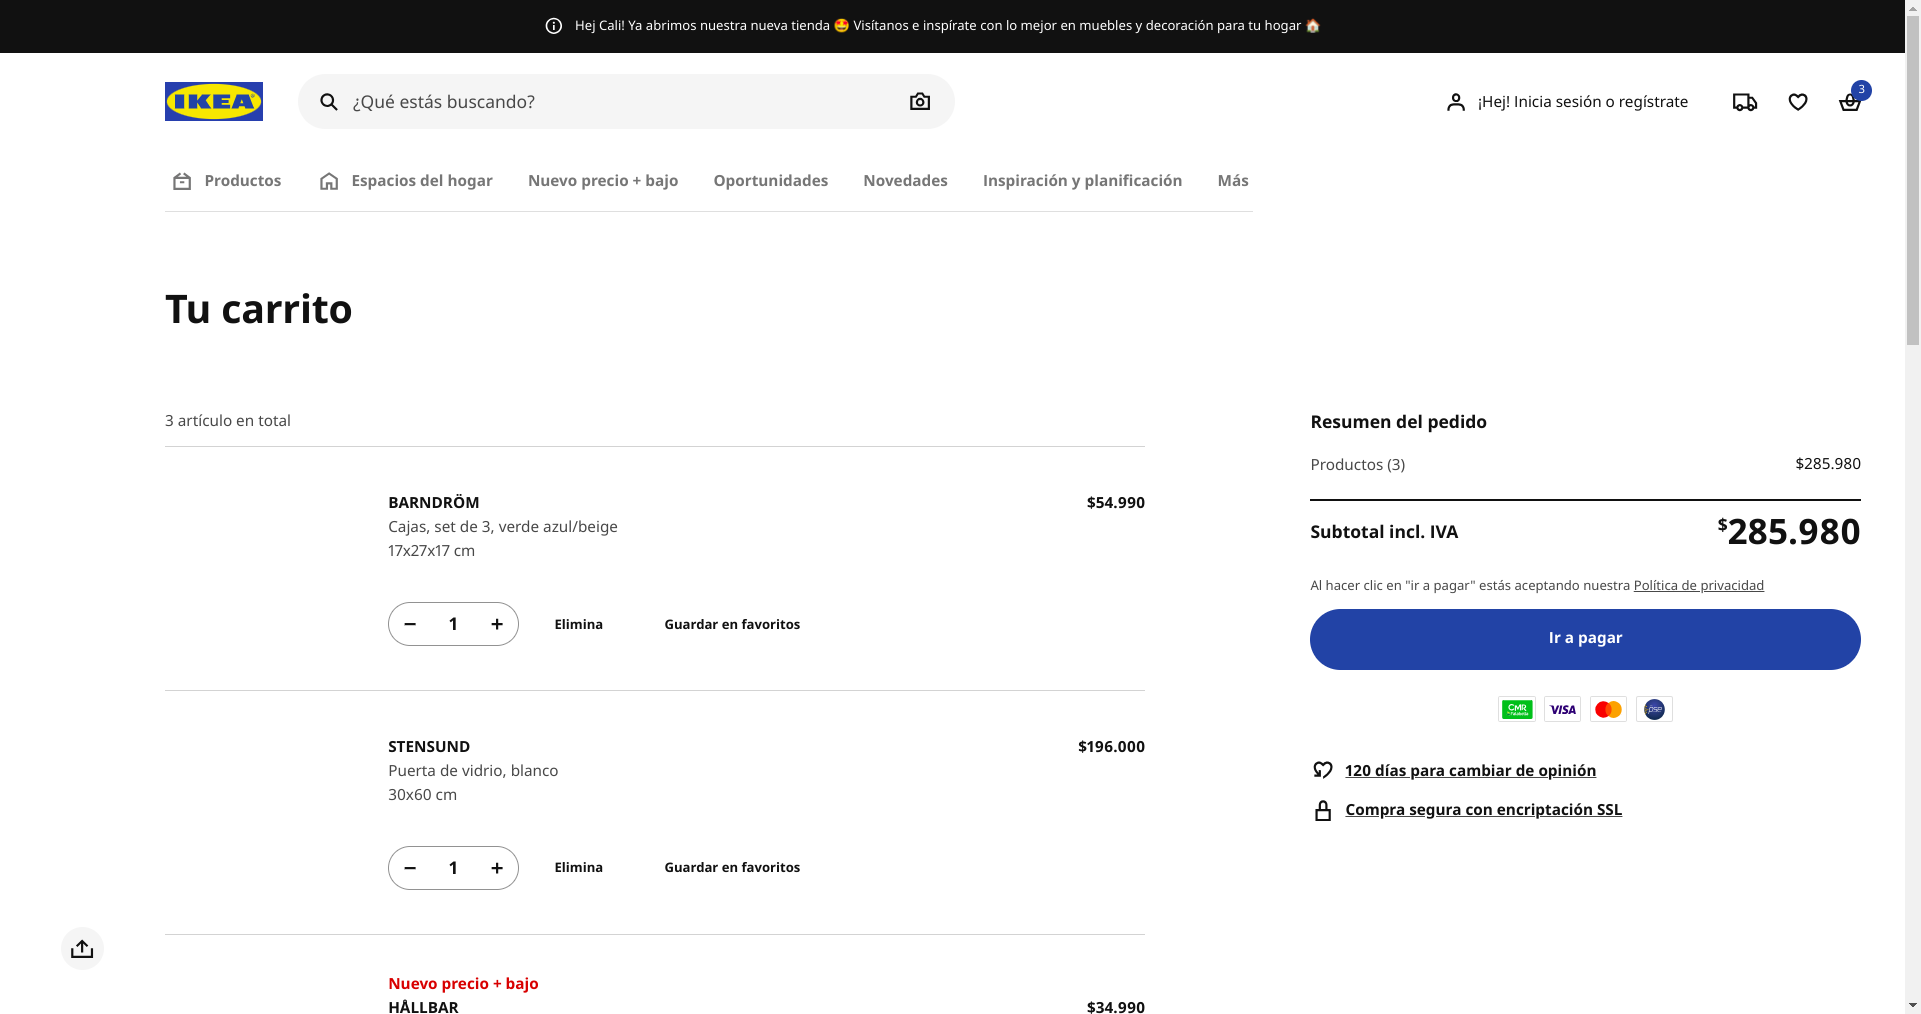 Hej Cali! Ya abrimos nuestra nueva tienda 🤩 Visítanos e inspírate con lo mejor en muebles y decoración para tu hogar 🏠
IKEA
¿Qué estás buscando?
¡Hej! Inicia sesión o regístrate
3
Productos
Espacios del hogar
Nuevo precio + bajo
Oportunidades
Novedades
Inspiración y planificación
Más
Tu carrito
3 artículo en total
BARNDRÖM
$54.990
Cajas, set de 3, verde azul/beige
17x27x17 cm
1
Elimina
Guardar en favoritos
STENSUND
$196.000
Puerta de vidrio, blanco
30x60 cm
1
Elimina
Guardar en favoritos
Nuevo precio + bajo
HÅLLBAR
$34.990
Resumen del pedido
Productos (3)
$285.980
Subtotal incl. IVA
$285.980
Al hacer clic en "ir a pagar" estás aceptando nuestra Política de privacidad
Ir a pagar
CMR
VISA
pse
120 días para cambiar de opinión
Compra segura con encriptación SSL